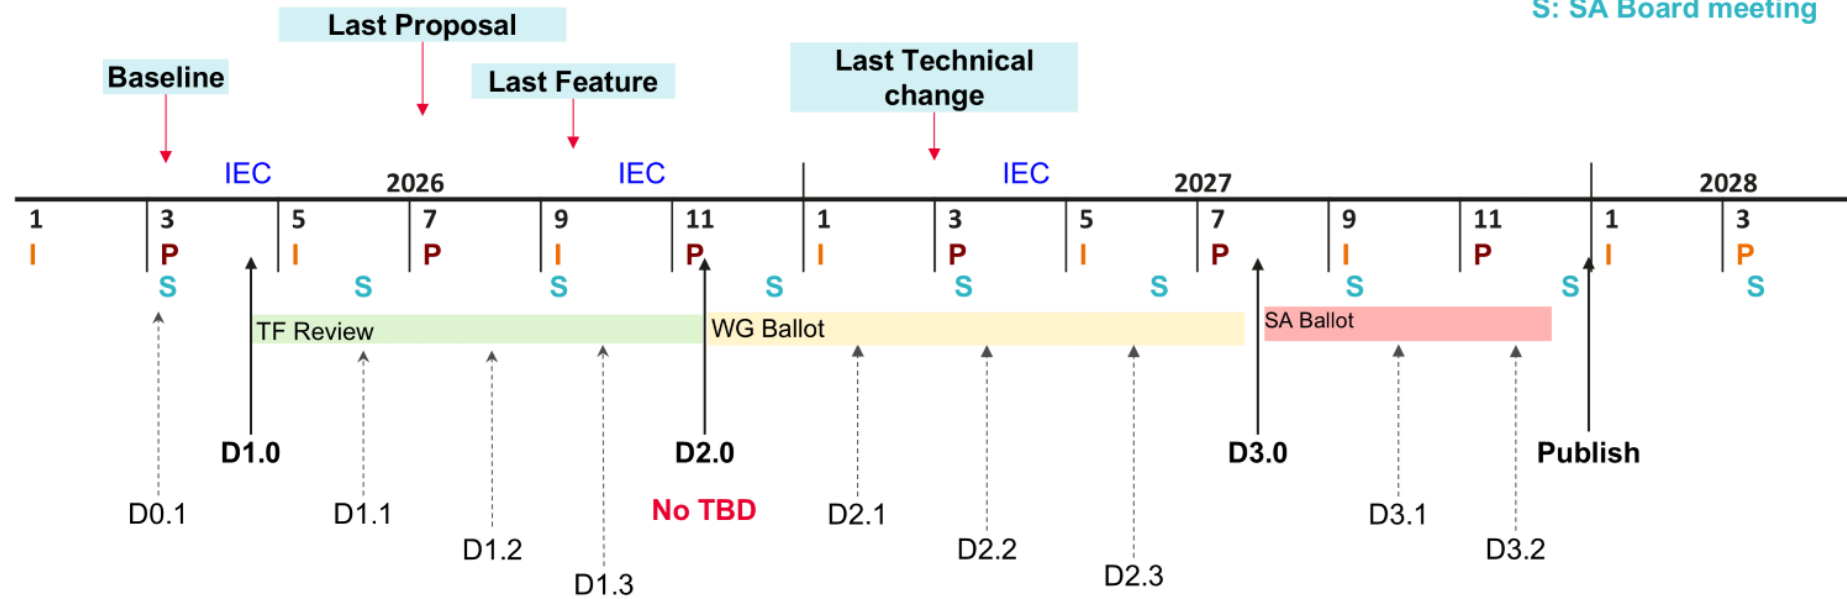 S: SA Board meeting
Last Proposal
Baseline
Last Feature
Last Technical
change
IEC
IEC
IEC
2026
2027
2028
1 3 5 7 9 11 1 3 5 7 9 11 1 3
I P I P I P I P I P I P I P
S S S S S S S S S
TF Review
WG Ballot
SA Ballot
D1.0
D2.0
D3.0
Publish
No TBD
D0.1
D1.1
D1.2
D1.3
D2.1
D2.2
D2.3
D3.1
D3.2